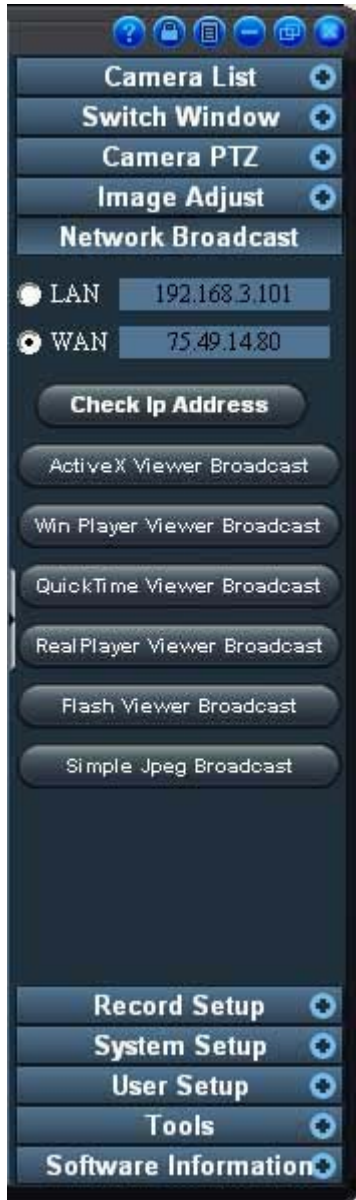 ?
Camera List
Switch Window
Camera PTZ
Image Adjust
Network Broadcast
LAN 192.168.3.101
WAN 75.49.14.80
Check Ip Address
ActiveX Viewer Broadcast
Win Player Viewer Broadcast
QuickTime Viewer Broadcast
RealPlayer Viewer Broadcast
Flash Viewer Broadcast
Simple Jpeg Broadcast
Record Setup
System Setup
User Setup
Tools
Software Information